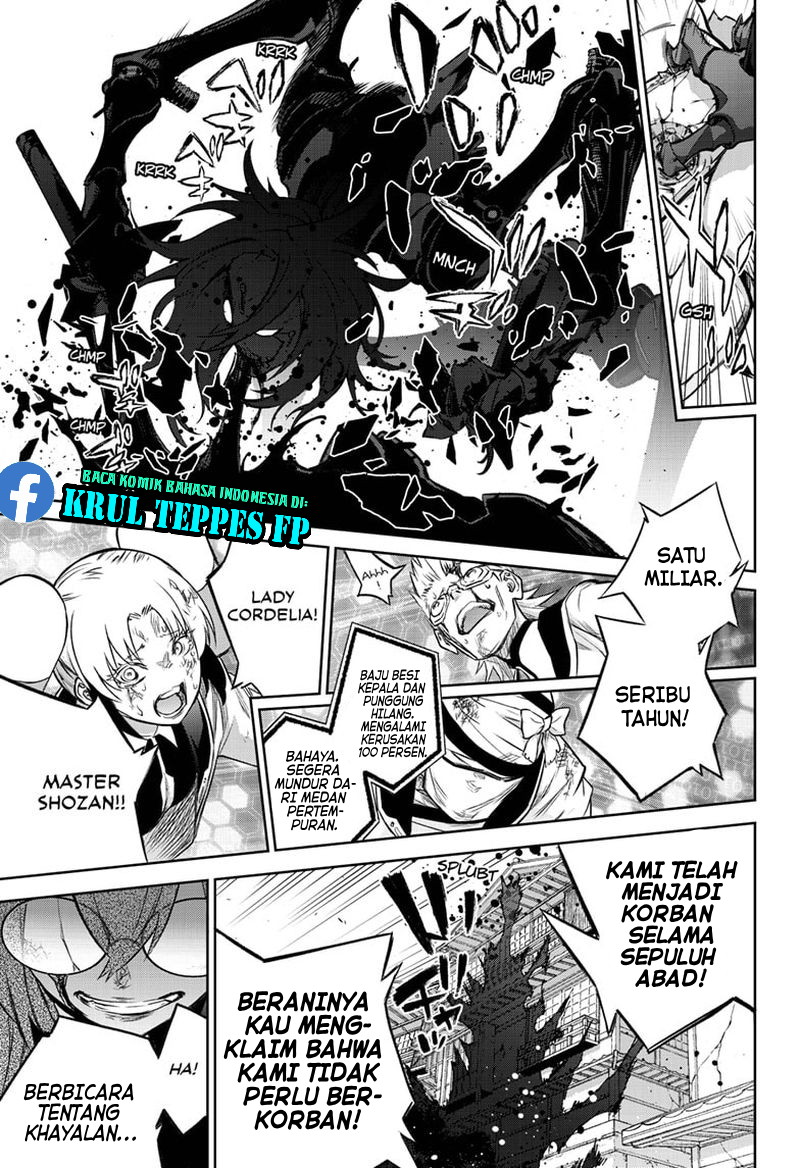 GSH
KRRK
CHMP
KRRK
MNCH
CHMP
CHMP
BACA KOMIK BAHASA INDONESIA DI:
KRUL TEPPES FP
SATU
MILIAR.
SERIBU
TAHUN!
Ahhh
!
LADY
CORDELIA!
MASTER
SHOZAN!!
BAJU BESI
KEPALA DAN
PUNGGUNG
HILANG.
MENGALAMI
KERUSAKAN
100 PERSEN.
BAHAYA.
SEGERA
MUNDUR DA-
RI MEDAN
PERTEM-
PURAN.
KAMI TELAH
MENJADI
KORBAN
SELAMA
SEPULUH
ABAD!
SPLUBT
BERANINYA
KAU MENG-
KLAIM BAHWA
KAMI TIDAK
PERLU BER-
KORBAN!
HA!
BERBICARA
TENTANG
KHAYALAN...